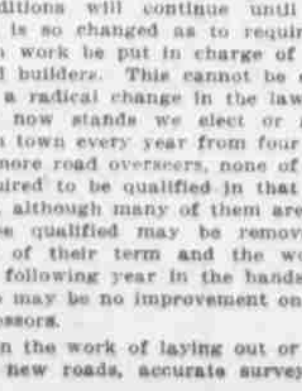 ditions will continue until
is so changed as to requir
work be put in charge of
d builders. This cannot be
a radical change in the law
now stands we elect or
town every year from four
more road overseers, none of
uired to be qualified in that
although many of them are
be qualified may be remov
of their term and the wo
following year in the hands
may be no improvement on
essors.
n the work of laying out or
new roads, accurate survey